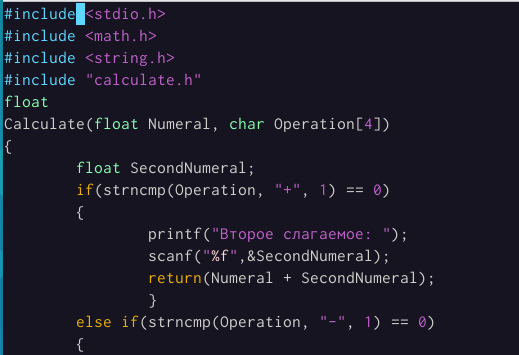 #include <stdio.h>
#include <math.h>
#include <string.h>
#include "calculate.h"
float
Calculate(float Numeral, char Operation[4])
{
        float SecondNumeral;
        if(strncmp(Operation, "+", 1) == 0)
        {
                printf("Второе слагаемое: ");
                scanf("%f",&SecondNumeral);
                return(Numeral + SecondNumeral);
                }
        else if(strncmp(Operation, "-", 1) == 0)
        {